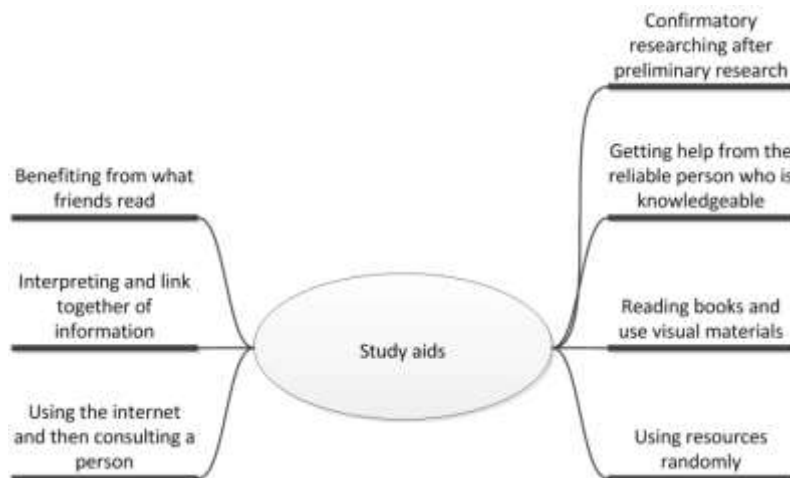 Confirmatory
researching after
preliminary research
Getting help from the
reliable person who is
knowledgeable
Reading books and
use visual materials
Using resources
randomly
Study aids
Benefiting from what
friends read
Interpreting and link
together of
information
Using the internet
and then consulting a
person